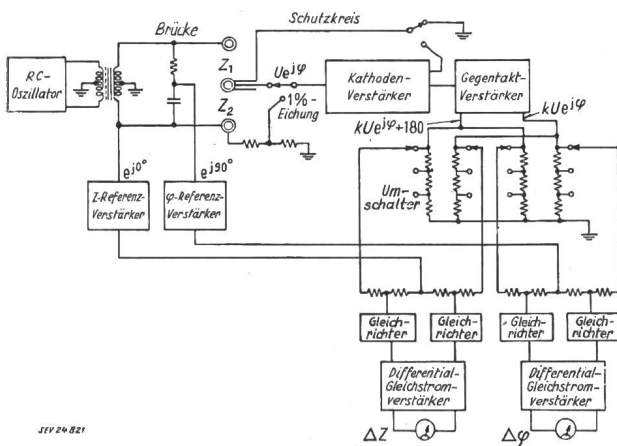 Schutzkreis
Brücke
RC-
Oszillator
Z1
Z2
Ue^jφ
1%-
Eichung
Kathoden-
Verstärker
Gegentakt-
Verstärker
kUe^jφ+180
kUe^jφ
e^j0°
e^j90°
Z-Referenz-
Verstärker
φ-Referenz-
Verstärker
Um-
schalter
Gleich-
richter
Gleich-
richter
Gleich-
richter
Gleich-
richter
Differential-
Gleichstrom-
verstärker
Differential-
Gleichstrom-
verstärker
SEV 24821
ΔZ
Δφ